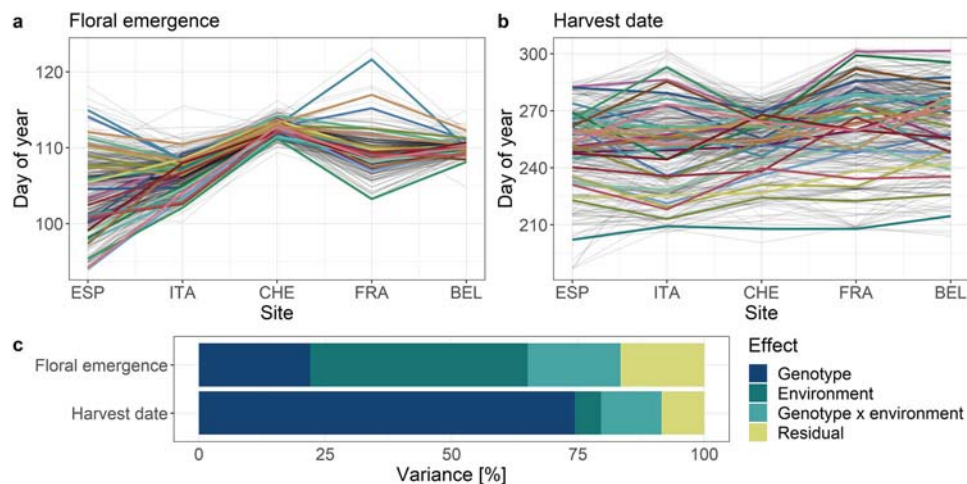 a Floral emergence
Day of year
120
110
100
ESP ITA CHE FRA BEL
Site
b Harvest date
Day of year
300
270
240
210
ESP ITA CHE FRA BEL
Site
c
Floral emergence
Harvest date
0 25 50 75 100
Variance [%]
Effect
Genotype
Environment
Genotype x environment
Residual